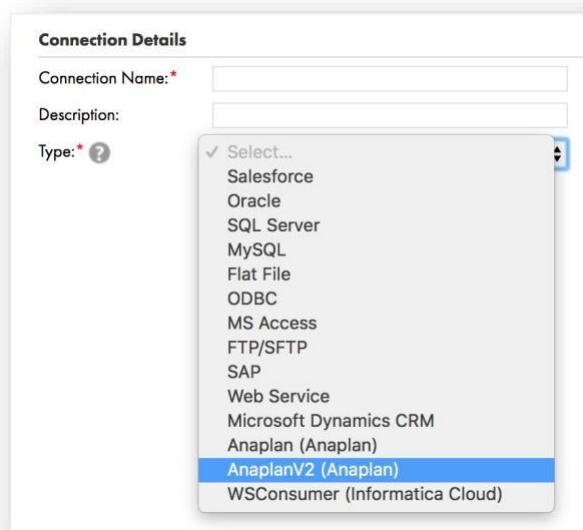 Connection Details
Connection Name:*
Description:
Type:* ?
✓ Select...
Salesforce
Oracle
SQL Server
MySQL
Flat File
ODBC
MS Access
FTP/SFTP
SAP
Web Service
Microsoft Dynamics CRM
Anaplan (Anaplan)
AnaplanV2 (Anaplan)
WSConsumer (Informatica Cloud)